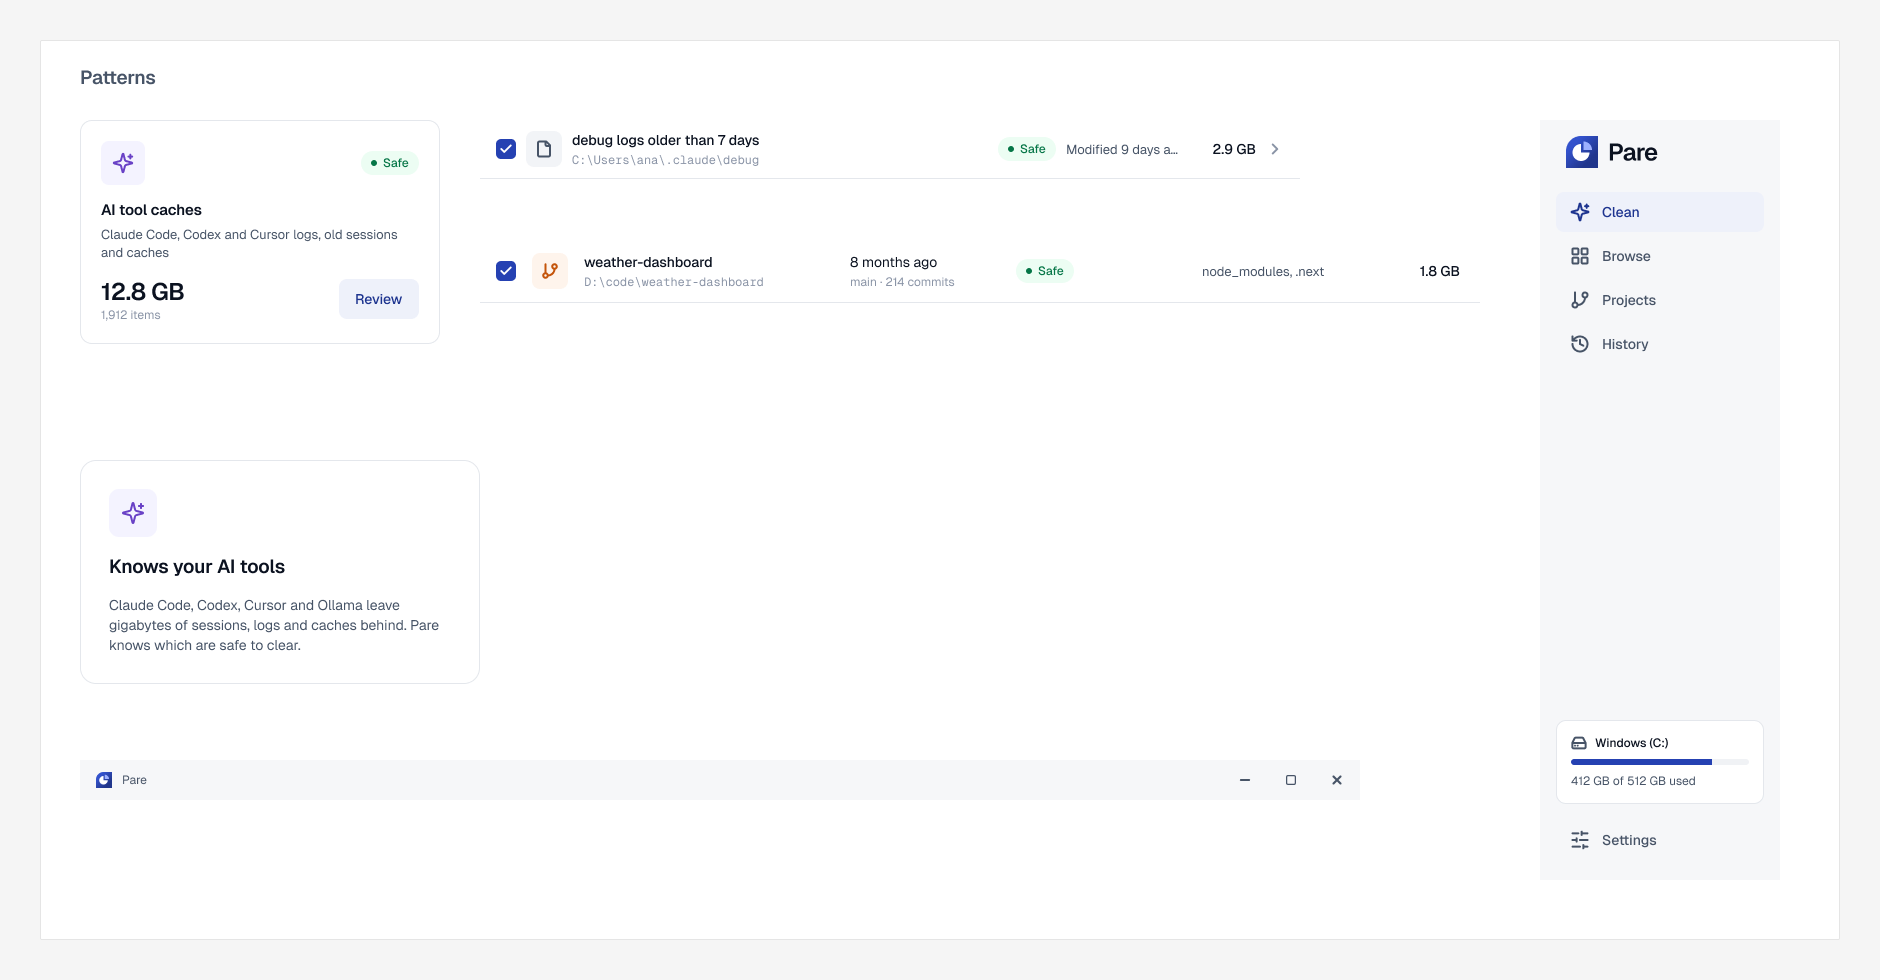 Patterns
Safe
AI tool caches
Claude Code, Codex and Cursor logs, old sessions
and caches
12.8 GB
1,912 items
Review
debug logs older than 7 days
C:\Users\ana\.claude\debug
Safe
Modified 9 days a...
2.9 GB
weather-dashboard
D:\code\weather-dashboard
8 months ago
main · 214 commits
Safe
node_modules, .next
1.8 GB
Knows your AI tools
Claude Code, Codex, Cursor and Ollama leave
gigabytes of sessions, logs and caches behind. Pare
knows which are safe to clear.
Pare
Pare
Clean
Browse
Projects
History
Windows (C:)
412 GB of 512 GB used
Settings